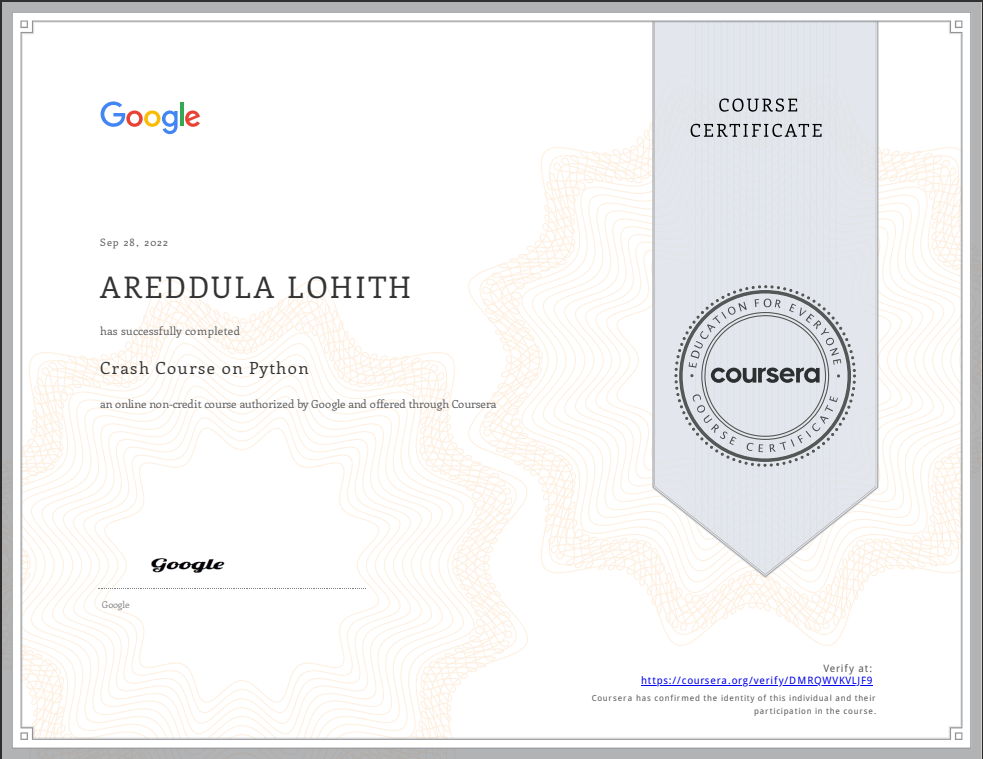 Google
COURSE
CERTIFICATE
Sep 28, 2022
AREDDULA LOHITH
has successfully completed
Crash Course on Python
an online non-credit course authorized by Google and offered through Coursera
EDUCATION FOR EVERYONE
coursera
COURSE CERTIFICATE
Google
Google
Verify at:
https://coursera.org/verify/DMRQWVKVLJF9
Coursera has confirmed the identity of this individual and their
participation in the course.